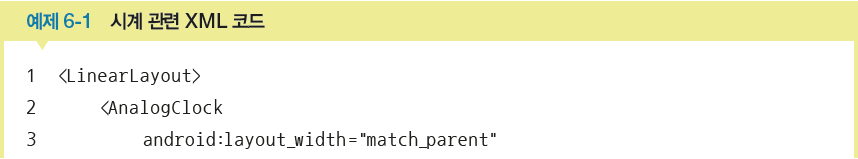 예제 6-1 시계 관련 XML 코드
1 <LinearLayout>
2 <AnalogClock
3 android:layout_width="match_parent"